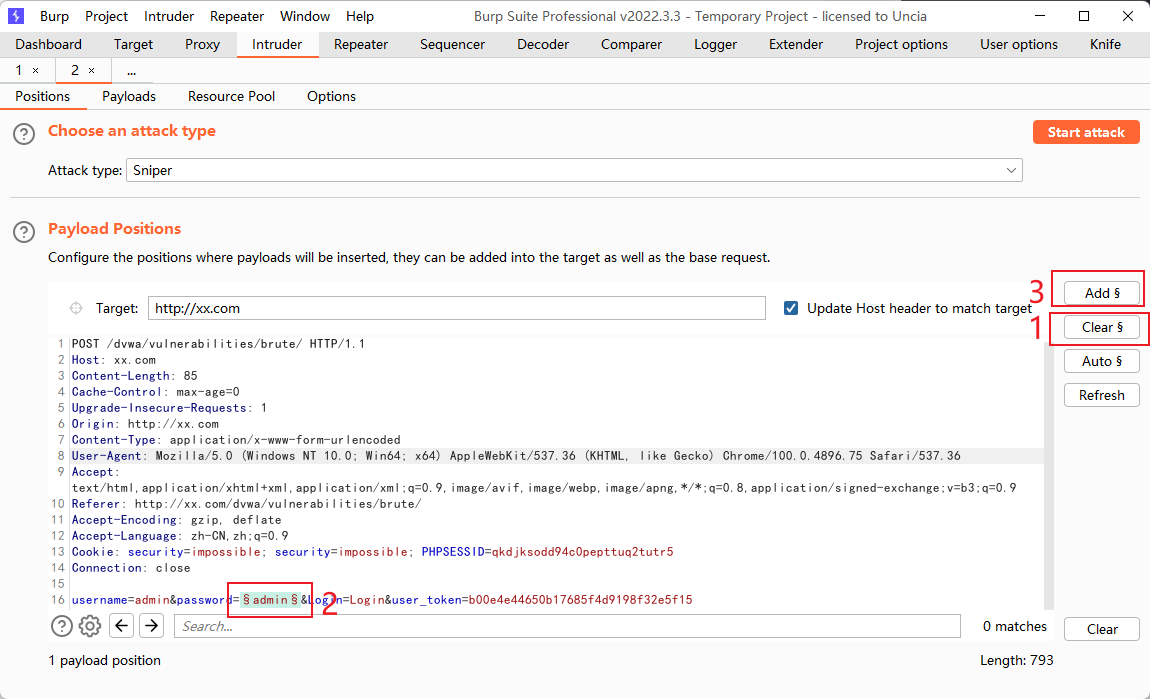 Burp Project Intruder Repeater Window Help Burp Suite Professional v2022.3.3 - Temporary Project - licensed to Uncia
Dashboard Target Proxy Intruder Repeater Sequencer Decoder Comparer Logger Extender Project options User options Knife
1 × 2 × ...
Positions Payloads Resource Pool Options
? Choose an attack type Start attack
Attack type: Sniper
? Payload Positions
Configure the positions where payloads will be inserted, they can be added into the target as well as the base request.
3 Add §
Target: http://xx.com Update Host header to match target
1 Clear §
1 POST /dvwa/vulnerabilities/brute/ HTTP/1.1
2 Host: xx.com
Auto §
3 Content-Length: 85
4 Cache-Control: max-age=0
Refresh
5 Upgrade-Insecure-Requests: 1
6 Origin: http://xx.com
7 Content-Type: application/x-www-form-urlencoded
8 User-Agent: Mozilla/5.0 (Windows NT 10.0; Win64; x64) AppleWebKit/537.36 (KHTML, like Gecko) Chrome/100.0.4896.75 Safari/537.36
9 Accept:
text/html,application/xhtml+xml,application/xml;q=0.9,image/avif,image/webp,image/apng,*/*;q=0.8,application/signed-exchange;v=b3;q=0.9
10 Referer: http://xx.com/dvwa/vulnerabilities/brute/
11 Accept-Encoding: gzip, deflate
12 Accept-Language: zh-CN,zh;q=0.9
13 Cookie: security=impossible; security=impossible; PHPSESSID=qkdjksodd94c0pepttuq2tutr5
14 Connection: close
15
16 username=admin&password=§admin§&Login=Login&user_token=b00e4e44650b17685f4d9198f32e5f15
2
? Search... 0 matches Clear
1 payload position Length: 793